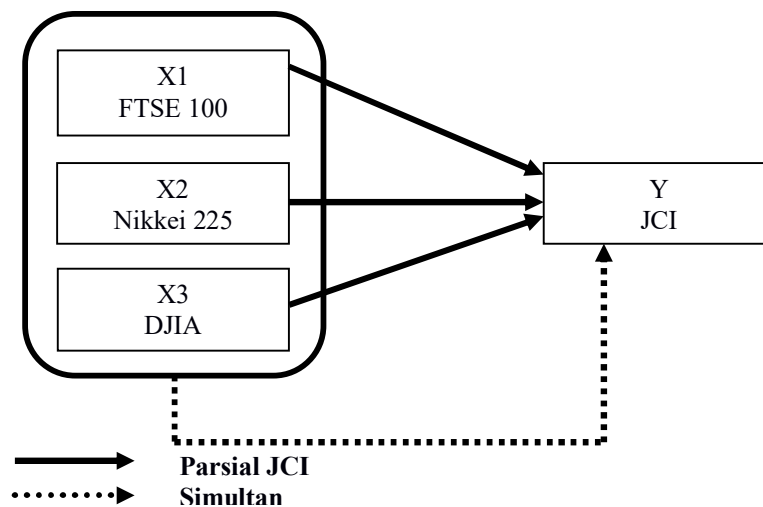 X1
FTSE 100
X2
Nikkei 225
X3
DJIA
Y
JCI
Parsial JCI
Simultan